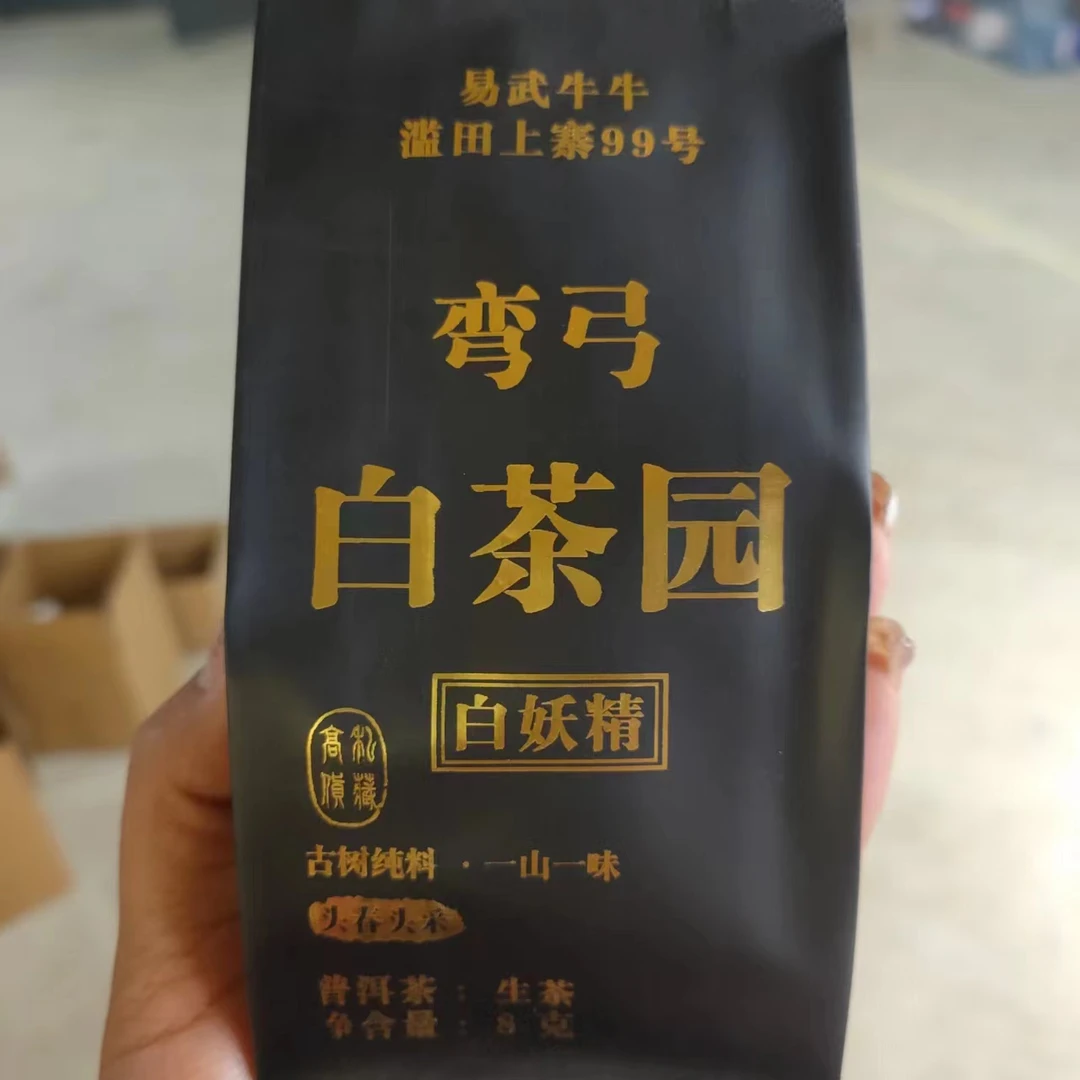 易武牛牛
滥田上寨99号
弯弓
白茶园
白妖精
私藏
高货
古树纯料·一山一味
头春头采
普洱茶：生茶
净含量：8克